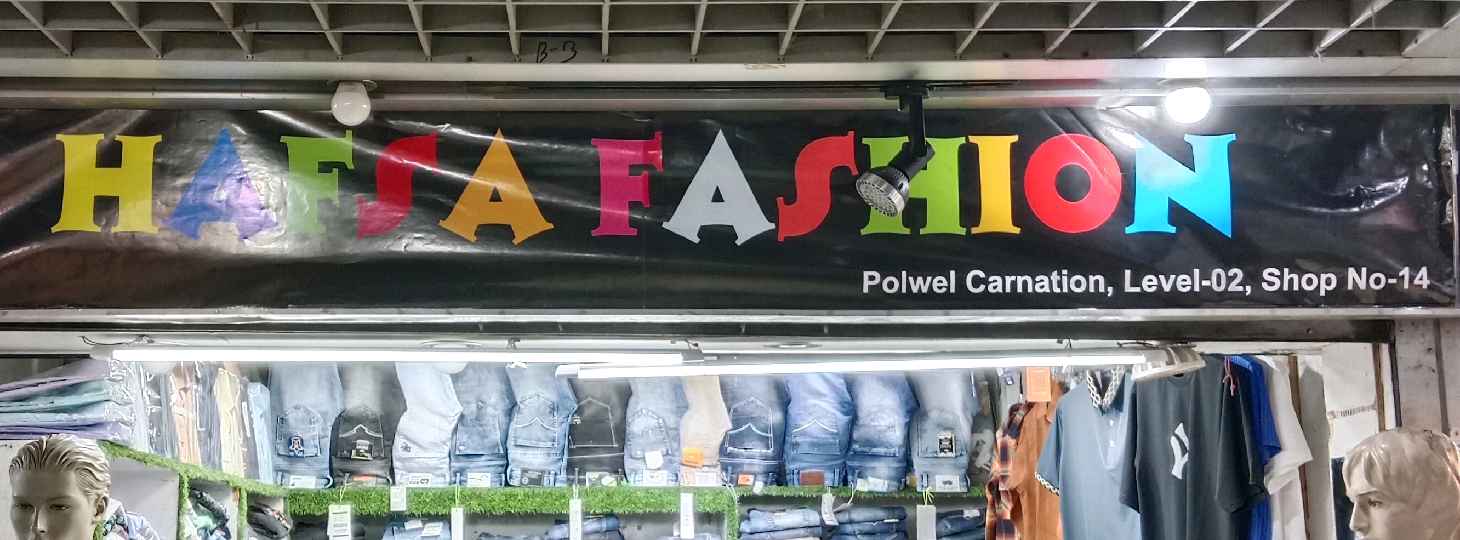 B-B
HAFSA FASHION
Polwel Carnation, Level-02, Shop No-14